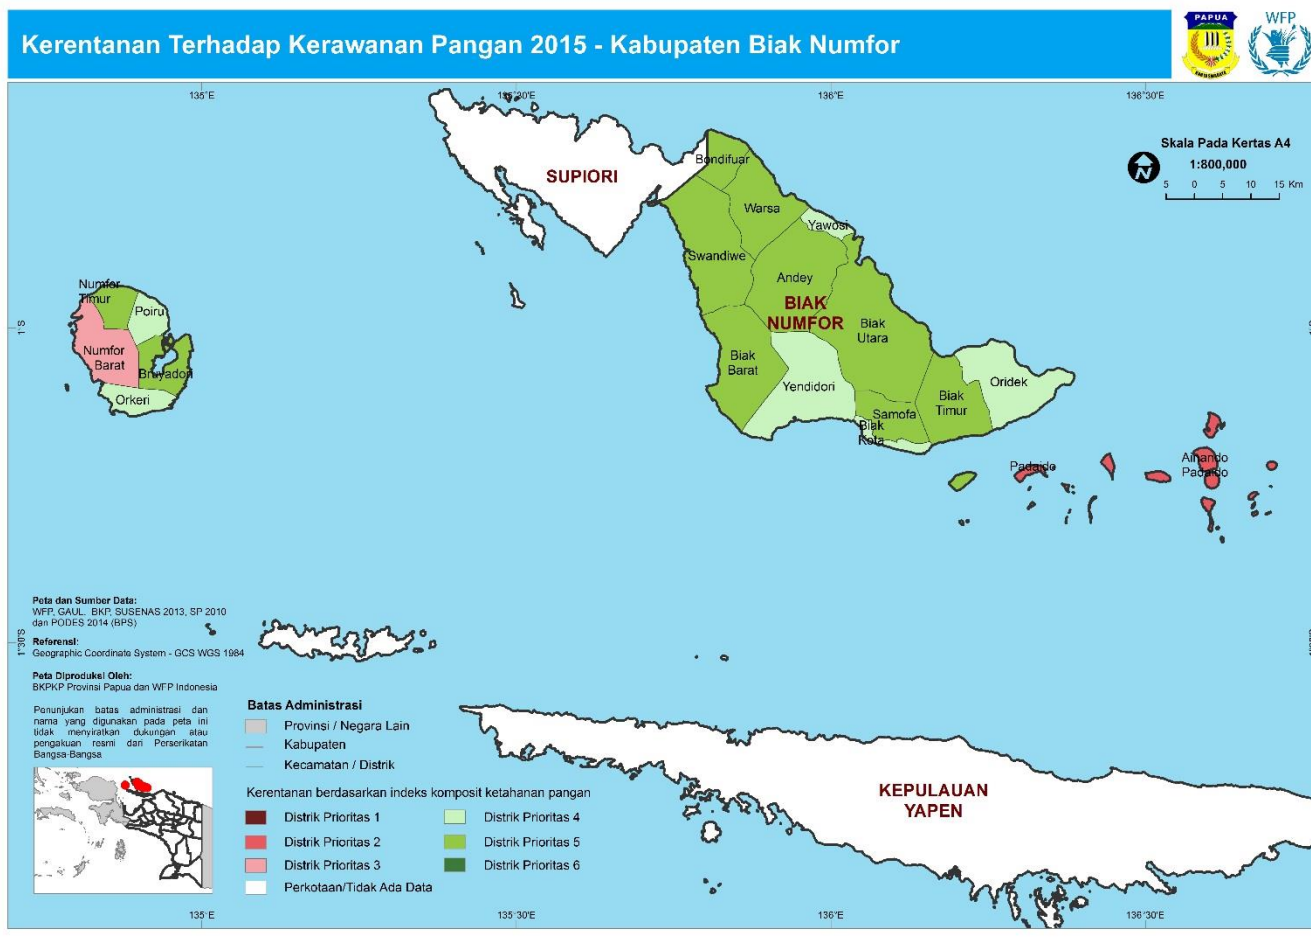 Kerentanan Terhadap Kerawanan Pangan 2015 - Kabupaten Biak Numfor
PAPUA
WFP
135°E
135°30'E
136°E
136°30'E
Skala Pada Kertas A4
1:800,000
N
5 0 5 10 15 Km
SUPIORI
Bondifuar
Warsa
Yawosi
Swandiwe
Andey
BIAK
NUMFOR
Biak
Utara
Biak
Barat
Yendidori
Oridek
Biak
Timur
Samofa
Biak
Kota
Numfor
Timur
Poiru
1°S
Numfor
Barat
Bruyadori
Orkeri
Padaido
Aimando
Padaido
Peta dan Sumber Data:
WFP, GAUL, BKP, SUSENAS 2013, SP 2010
dan PODES 2014 (BPS)
1°30'S
Referensi:
Geographic Coordinate System - GCS WGS 1984
Peta Diproduksi Oleh:
BKPKP Provinsi Papua dan WFP Indonesia
Penunjukan batas administrasi dan
nama yang digunakan pada peta ini
tidak menyiratkan dukungan atau
pengakuan resmi dari Perserikatan
Bangsa-Bangsa
Batas Administrasi
Provinsi / Negara Lain
Kabupaten
Kecamatan / Distrik
Kerentanan berdasarkan indeks komposit ketahanan pangan
Distrik Prioritas 1
Distrik Prioritas 2
Distrik Prioritas 3
Perkotaan/Tidak Ada Data
Distrik Prioritas 4
Distrik Prioritas 5
Distrik Prioritas 6
KEPULAUAN
YAPEN
135°E
135°30'E
136°E
136°30'E